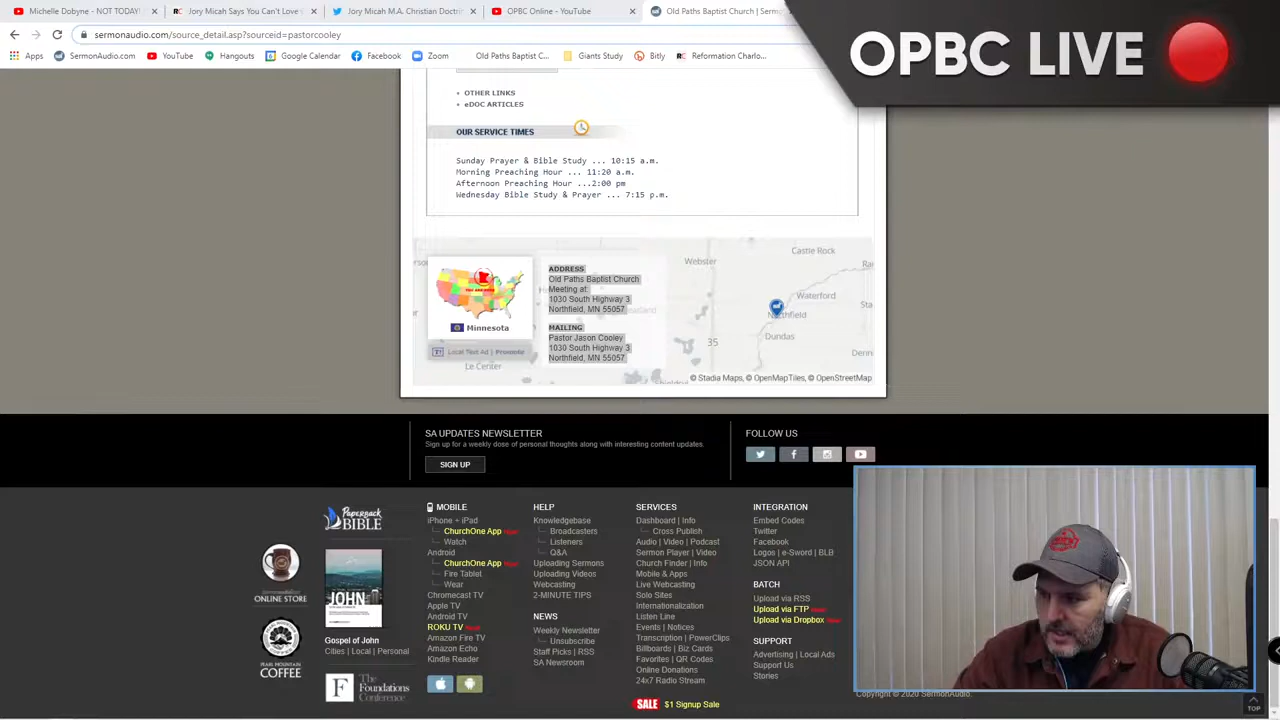 Michelle Dobyne - NOT TODAY!
Jory Micah Says You Can't Love
Jory Micah M.A. Christian Doctrin
OPBC Online - YouTube
Old Paths Baptist Church | Sermon
sermonaudio.com/source_detail.asp?sourceid=pastorcooley
Apps
SermonAudio.com
YouTube
Hangouts
Google Calendar
Facebook
Zoom
Old Paths Baptist C...
Giants Study
Bitly
Reformation Charlo...
OPBC LIVE
OTHER LINKS
eDOC ARTICLES
OUR SERVICE TIMES
Sunday Prayer & Bible Study ... 10:15 a.m.
Morning Preaching Hour ... 11:20 a.m.
Afternoon Preaching Hour ...2:00 pm
Wednesday Bible Study & Prayer ... 7:15 p.m.
Minnesota
Local Text Ad |
ADDRESS
Old Paths Baptist Church
Meeting at:
1030 South Highway 3
Northfield, MN 55057
MAILING
Pastor Jason Cooley
1030 South Highway 3
Northfield, MN 55057
Castle Rock
Webster
Waterford
Northfield
Dundas
35
Le Center
© Stadia Maps, © OpenMapTiles, © OpenStreetMap
SA UPDATES NEWSLETTER
Sign up for a weekly dose of personal thoughts along with interesting content updates.
SIGN UP
FOLLOW US
Paperback
BIBLE
ONLINE STORE
PEAR MOUNTAIN
COFFEE
JOHN
Gospel of John
Cities | Local | Personal
F The
Foundations
Conference
MOBILE
iPhone + iPad
ChurchOne App
Watch
Android
ChurchOne App
Fire Tablet
Wear
Chromecast TV
Apple TV
Android TV
ROKU TV
Amazon Fire TV
Amazon Echo
Kindle Reader
HELP
Knowledgebase
Broadcasters
Listeners
Q&A
Uploading Sermons
Uploading Videos
Webcasting
2-MINUTE TIPS
NEWS
Weekly Newsletter
Unsubscribe
Staff Picks | RSS
SA Newsroom
SERVICES
Dashboard | Info
Cross Publish
Audio | Video | Podcast
Sermon Player | Video
Church Finder | Info
Mobile & Apps
Live Webcasting
Solo Sites
Internationalization
Listen Line
Events | Notices
Transcription | PowerClips
Billboards | Biz Cards
Favorites | QR Codes
Online Donations
24x7 Radio Stream
SALE $1 Signup Sale
INTEGRATION
Embed Codes
Twitter
Facebook
Logos | e-Sword | BLB
JSON API
BATCH
Upload via RSS
Upload via FTP
Upload via Dropbox
SUPPORT
Advertising | Local Ads
Support Us
Stories
Copyright © 2020 SermonAudio.
TOP